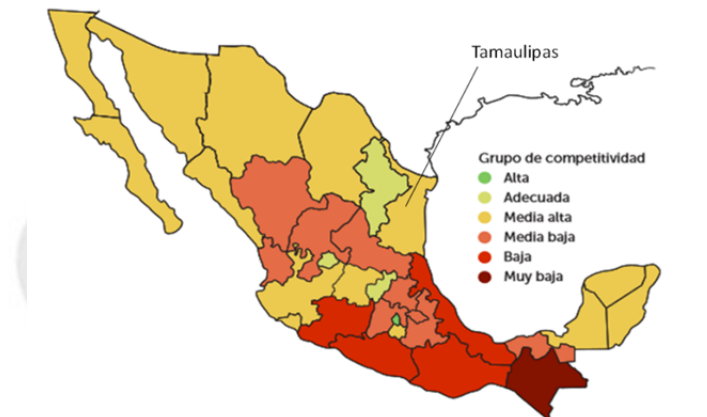 Tamaulipas
Grupo de competitividad
Alta
Adecuada
Media alta
Media baja
Baja
Muy baja